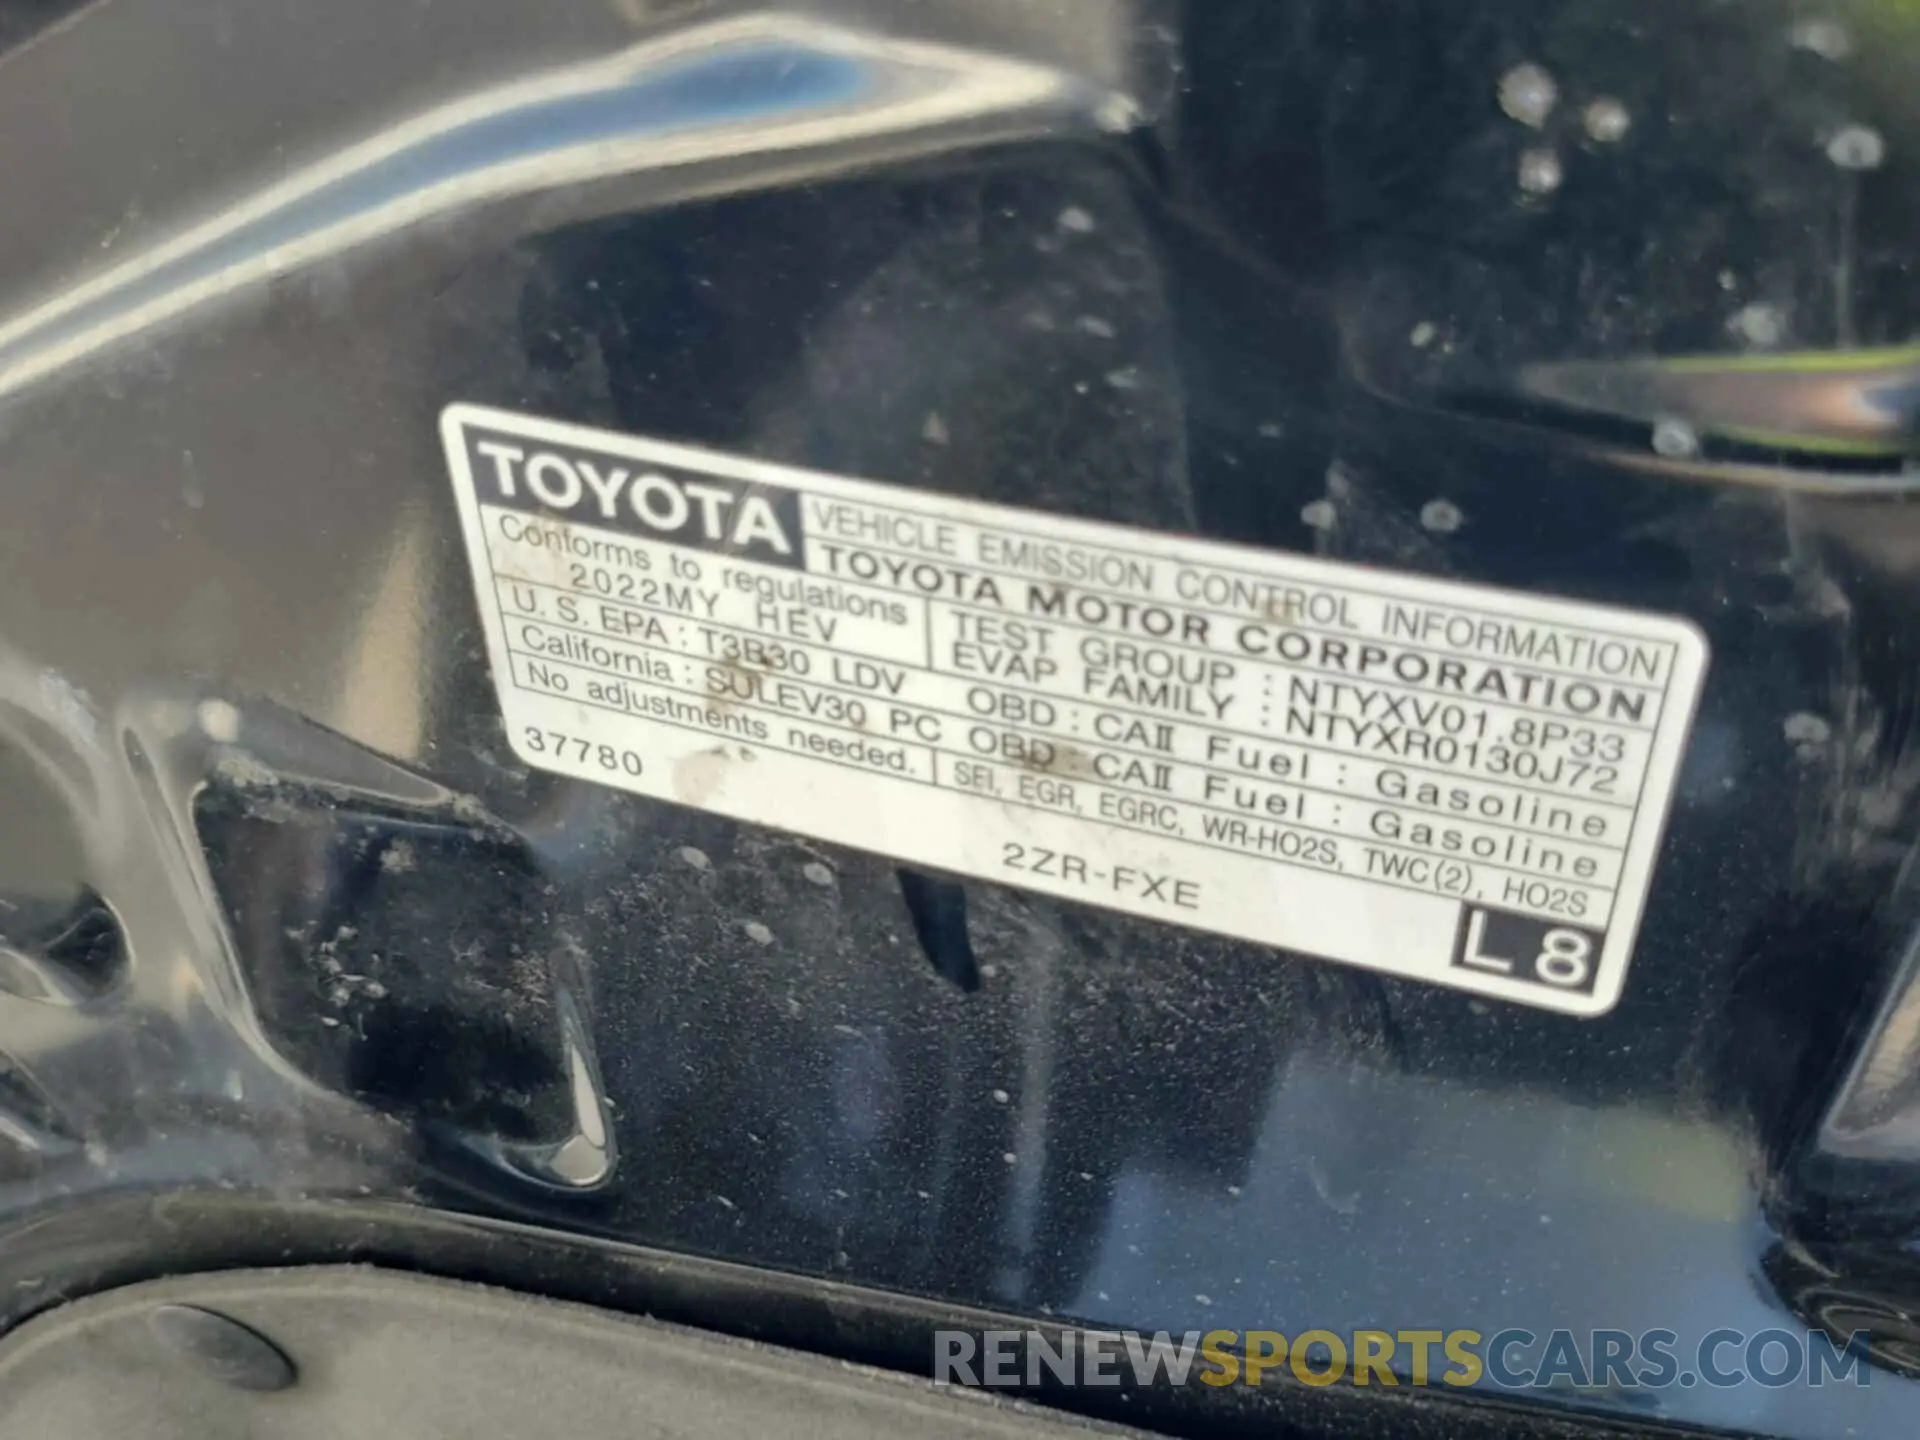 TOYOTA VEHICLE EMISSION CONTROL INFORMATION
TOYOTA MOTOR CORPORATION
Conforms to regulations
2022MY HEV
TEST GROUP : NTYXV01.8P33
EVAP FAMILY : NTYXR0130J72
U.S. EPA : T3B30 LDV OBD : CAⅡ Fuel : Gasoline
California : SULEV30 PC OBD : CAⅡ Fuel : Gasoline
No adjustments needed. SEI, EGR, EGRC, WR-HO2S, TWC(2), HO2S
37780 2ZR-FXE L8
RENEWSPORTSCARS.COM